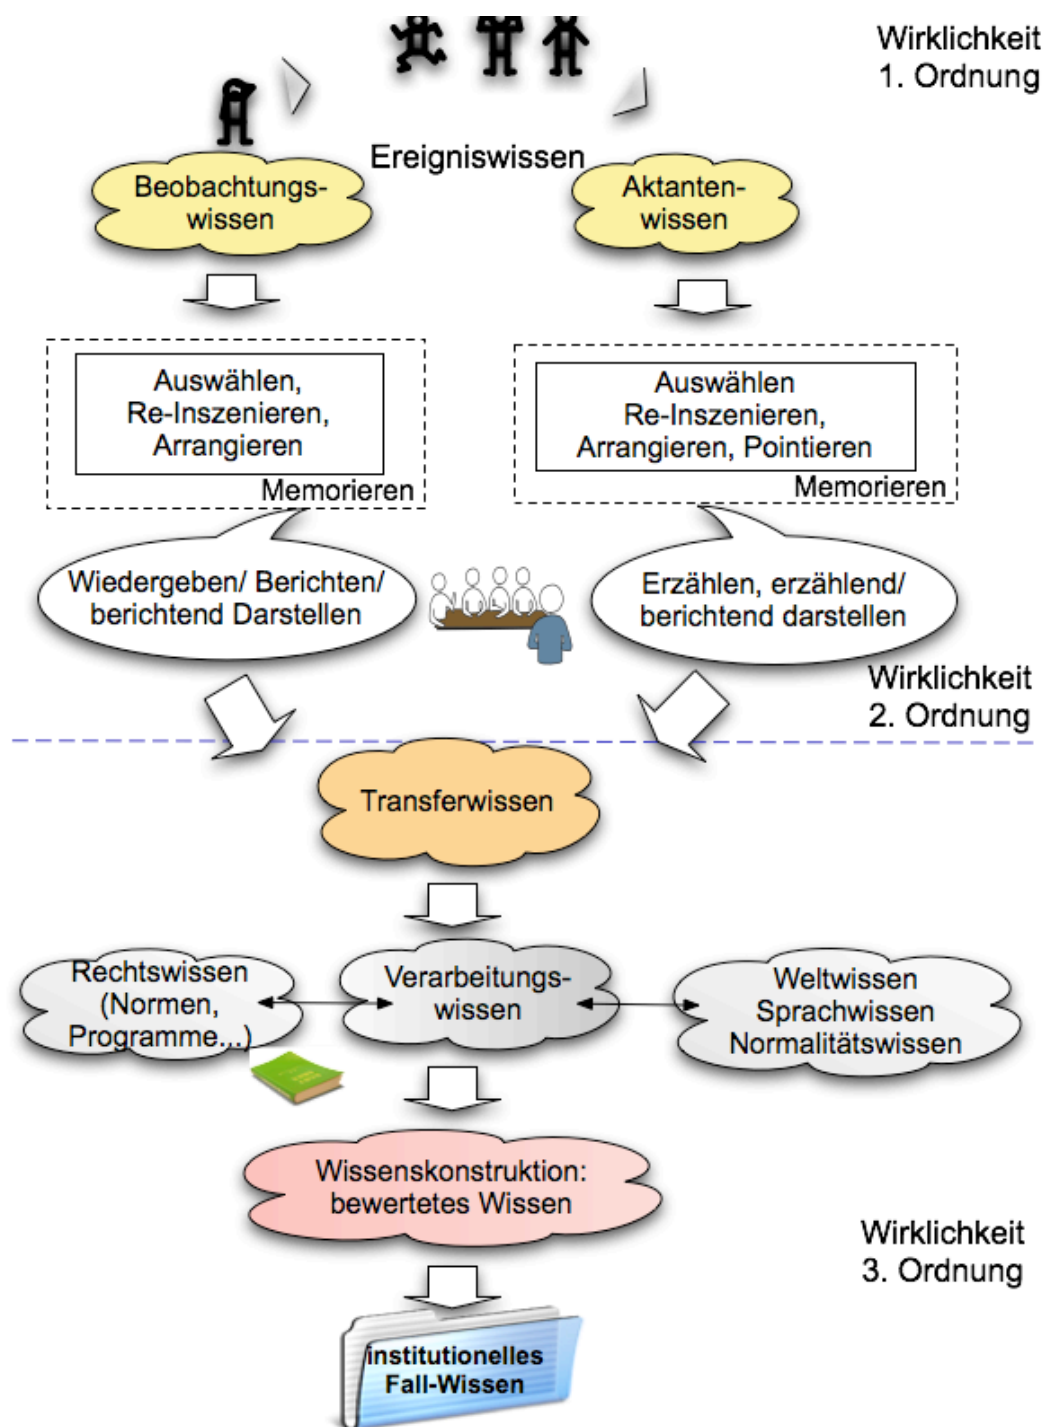 Wirklichkeit
1. Ordnung
Ereigniswissen
Beobachtungs-
wissen
Aktanten-
wissen
Auswählen,
Re-Inszenieren,
Arrangieren
Memorieren
Auswählen
Re-Inszenieren,
Arrangieren, Pointieren
Memorieren
Wiedergeben/ Berichten/
berichtend Darstellen
Erzählen, erzählend/
berichtend darstellen
Wirklichkeit
2. Ordnung
Transferwissen
Rechtswissen
(Normen,
Programme...)
Verarbeitungs-
wissen
Weltwissen
Sprachwissen
Normalitätswissen
Wissenskonstruktion:
bewertetes Wissen
Wirklichkeit
3. Ordnung
institutionelles
Fall-Wissen